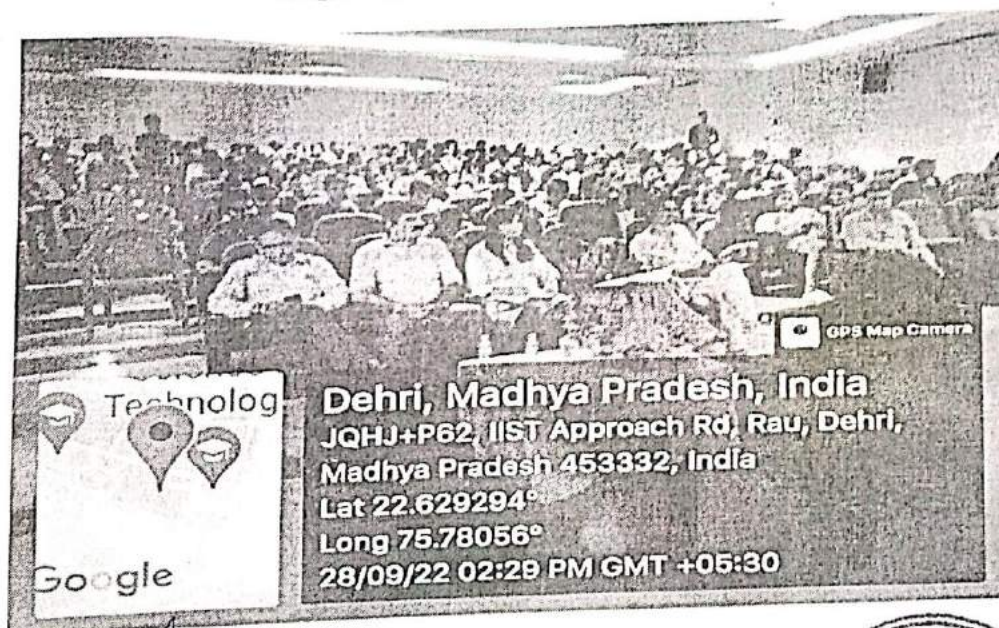 GPS Map Camera
Technolog
Google
Dehri, Madhya Pradesh, India
JQHJ+P62, IIST Approach Rd, Rau, Dehri,
Madhya Pradesh 453332, India
Lat 22.629294°
Long 75.78056°
28/09/22 02:29 PM GMT +05:30